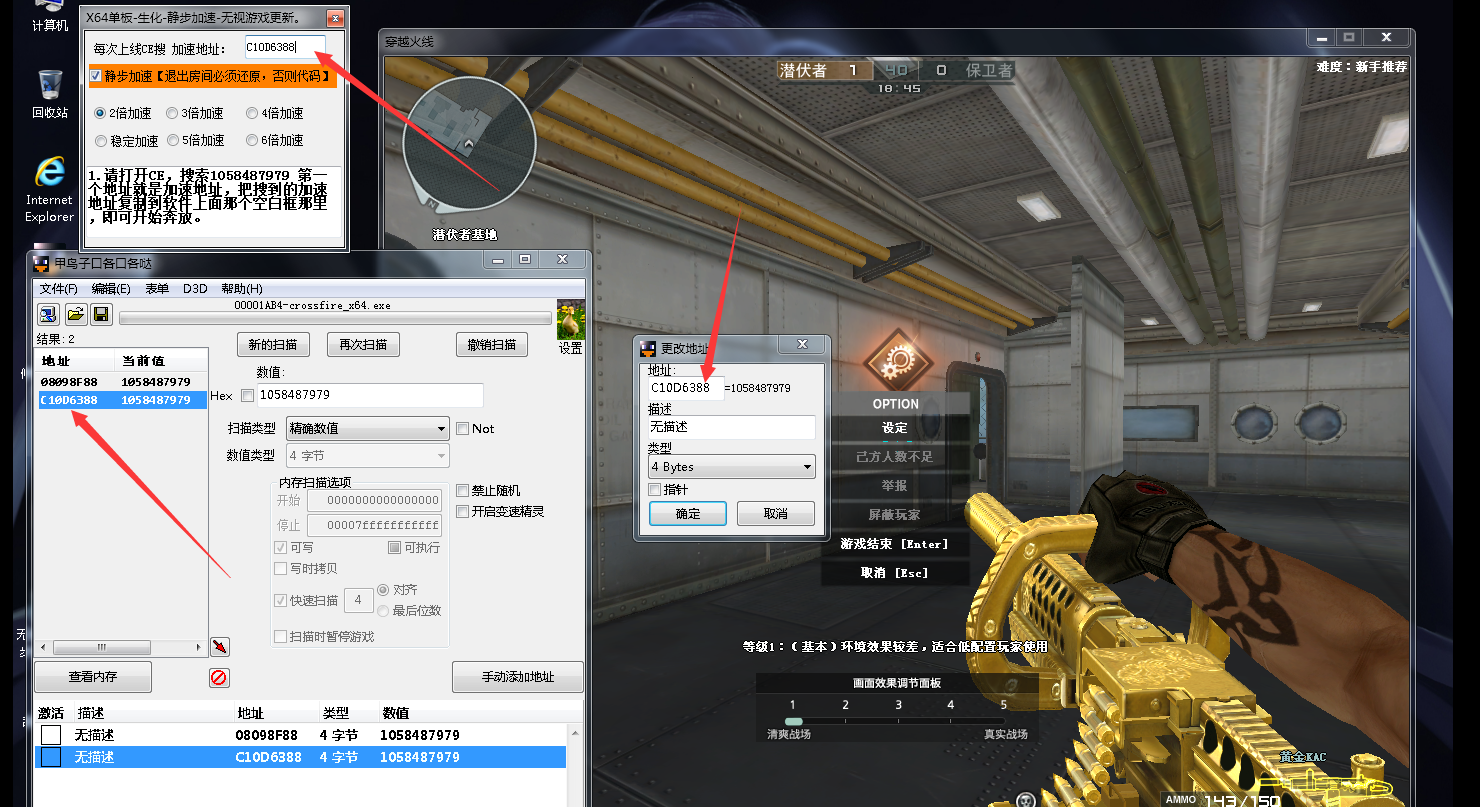 计算机
回收站
Internet
Explorer
X64单板-生化-静步加速-无视游戏更新。
每次上线CE搜 加速地址：
C10D6388
静步加速【退出房间必须还原，否则代码】
2倍加速
3倍加速
4倍加速
稳定加速
5倍加速
6倍加速
1.请打开CE，搜索1058487979 第一
个地址就是加速地址，把搜到的加速
地址复制到软件上面那个空白框那里
，即可开始奔放。
穿越火线
潜伏者 1 40 0 保卫者
18:45
难度：新手推荐
N
潜伏者基地
甲鸟子口各口各哒
文件(F) 编辑(E) 表单 D3D 帮助(H)
00001AB4-crossfire_x64.exe
结果: 2
设置
地址 当前值
08098F88 1058487979
C10D6388 1058487979
新的扫描
再次扫描
撤销扫描
数值:
Hex
1058487979
扫描类型 精确数值
Not
数值类型 4 字节
内存扫描选项
开始 0000000000000000
停止 00007fffffffffff
可写
可执行
写时拷贝
快速扫描 4
对齐
最后位数
扫描时暂停游戏
禁止随机
开启变速精灵
查看内存
手动添加地址
激活 描述 地址 类型 数值
无描述 08098F88 4 字节 1058487979
无描述 C10D6388 4 字节 1058487979
更改地址
地址:
C10D6388 =1058487979
描述
无描述
类型
4 Bytes
指针
确定
取消
OPTION
设定
己方人数不足
举报
屏蔽玩家
游戏结束 [Enter]
取消 [Esc]
等级1：（基本）环境效果较差，适合低配置玩家使用
画面效果调节面板
1 2 3 4 5
清爽战场
真实战场
黄金KAC
AMMO 143/150